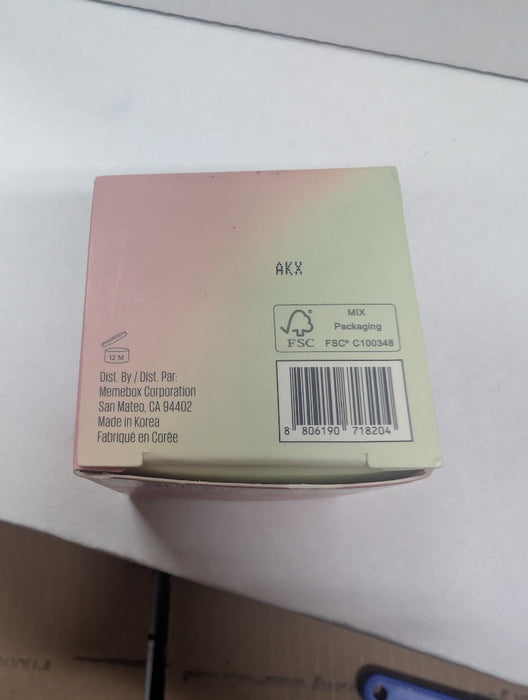 AKX
MIX
Packaging
FSC
FSC® C100348
12 M
Dist. By / Dist. Par:
Memebox Corporation
San Mateo, CA 94402
Made in Korea
Fabriqué en Corée
8 806190 718204